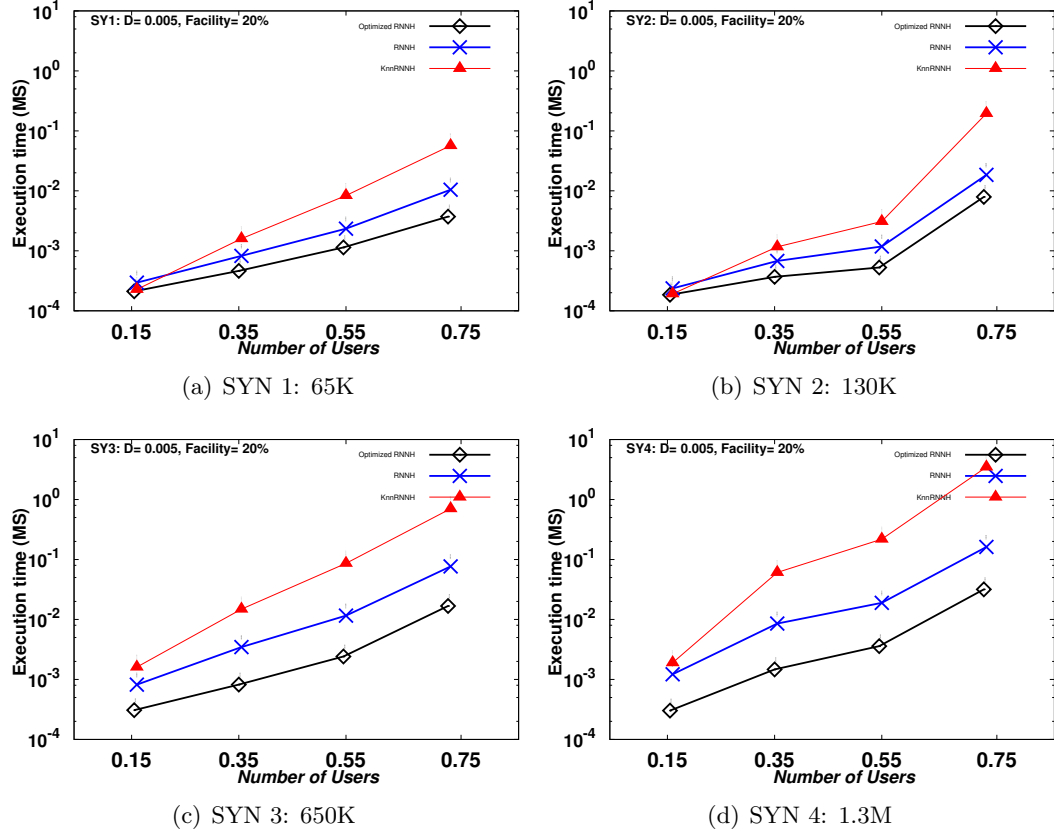 SY1: D= 0.005, Facility= 20%
Optimized RNNH
RNNH
KnnRNNH
10^1
10^0
10^-1
10^-2
10^-3
10^-4
Execution time (MS)
0.15 0.35 0.55 0.75
Number of Users
(a) SYN 1: 65K
SY2: D= 0.005, Facility= 20%
Optimized RNNH
RNNH
KnnRNNH
10^1
10^0
10^-1
10^-2
10^-3
10^-4
Execution time (MS)
0.15 0.35 0.55 0.75
Number of Users
(b) SYN 2: 130K
SY3: D= 0.005, Facility= 20%
Optimized RNNH
RNNH
KnnRNNH
10^1
10^0
10^-1
10^-2
10^-3
10^-4
Execution time (MS)
0.15 0.35 0.55 0.75
Number of Users
(c) SYN 3: 650K
SY4: D= 0.005, Facility= 20%
Optimized RNNH
RNNH
KnnRNNH
10^1
10^0
10^-1
10^-2
10^-3
10^-4
Execution time (MS)
0.15 0.35 0.55 0.75
Number of Users
(d) SYN 4: 1.3M